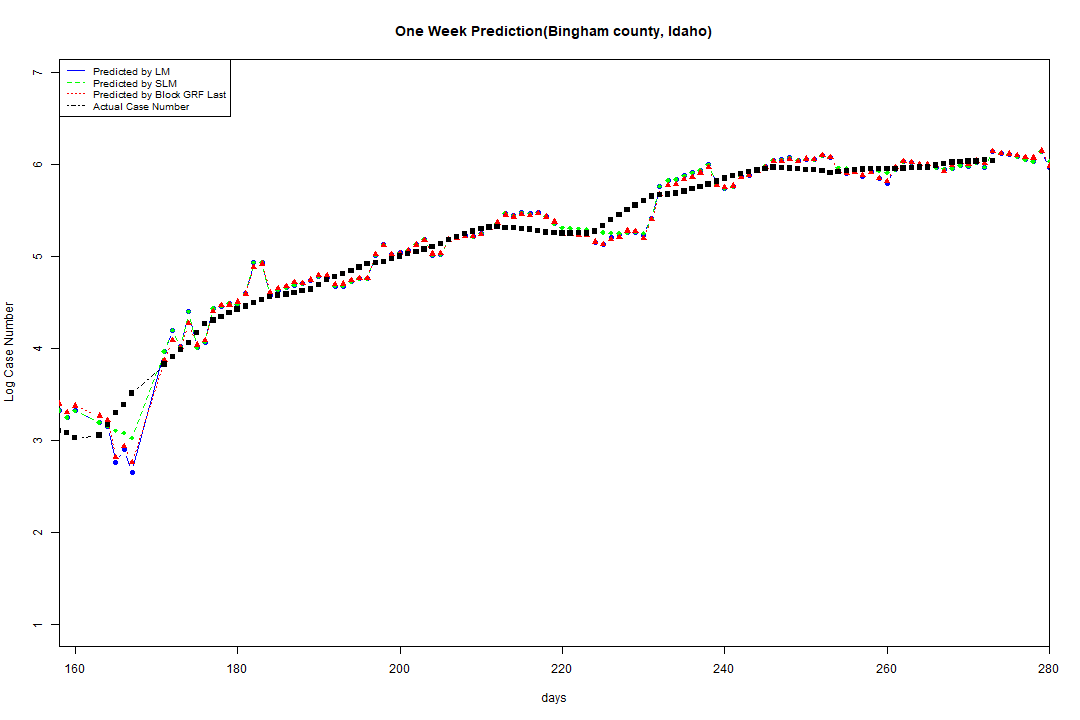 One Week Prediction(Bingham county, Idaho)
Predicted by LM
Predicted by SLM
Predicted by Block GRF Last
Actual Case Number
7
6
5
4
3
2
1
Log Case Number
160 180 200 220 240 260 280
days